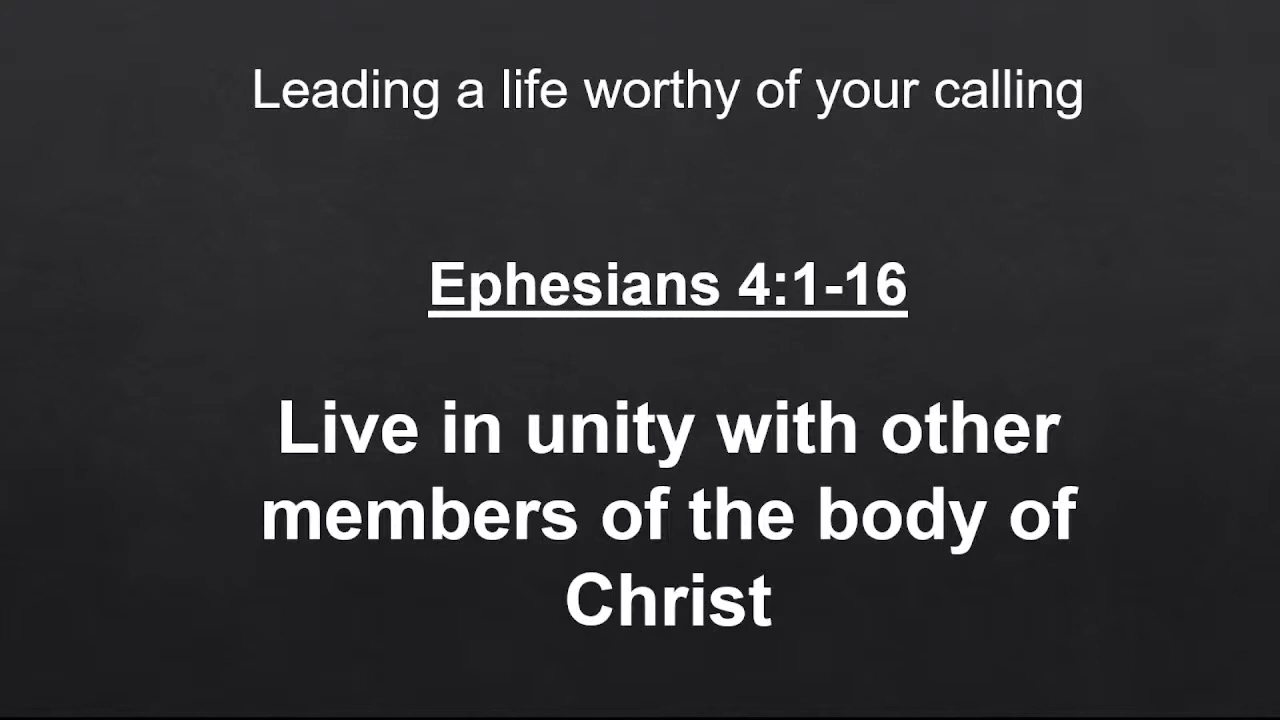 Leading a life worthy of your calling
Ephesians 4:1-16
Live in unity with other
members of the body of
Christ